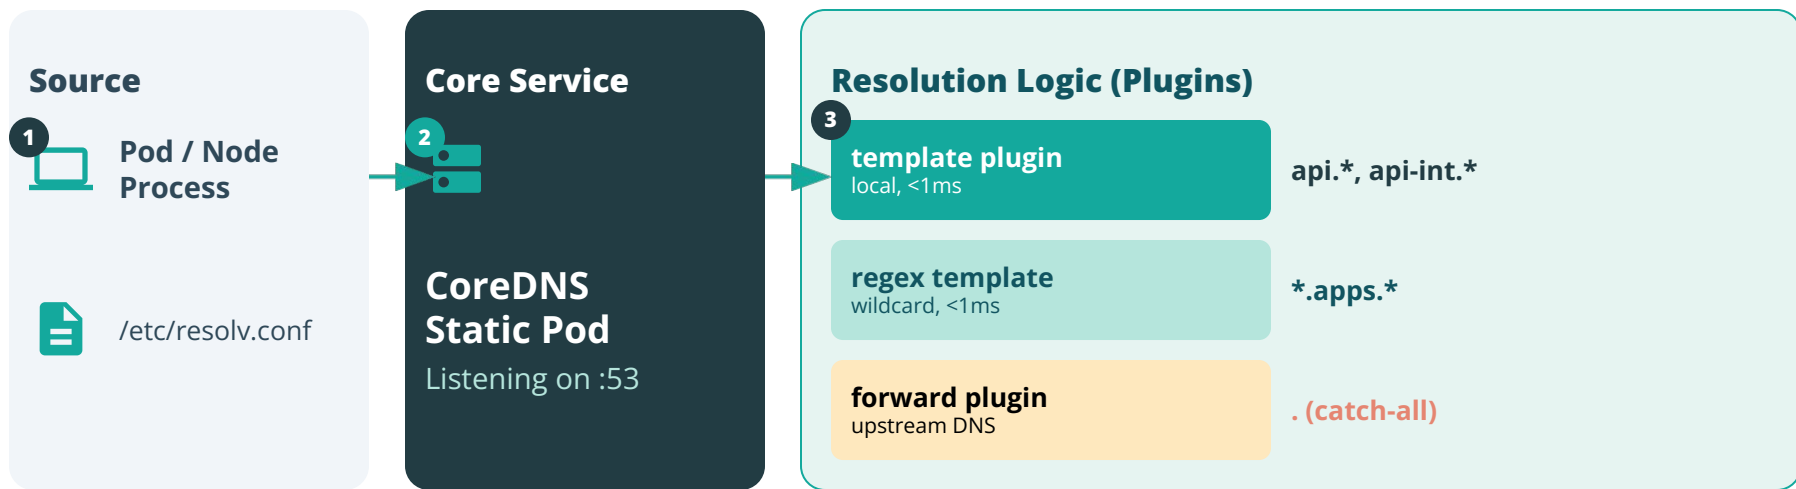 Source
1
Pod / Node
Process
/etc/resolv.conf
Core Service
2
CoreDNS
Static Pod
Listening on :53
Resolution Logic (Plugins)
3
template plugin
local, <1ms
api.*, api-int.*
regex template
wildcard, <1ms
*.apps.*
forward plugin
upstream DNS
. (catch-all)